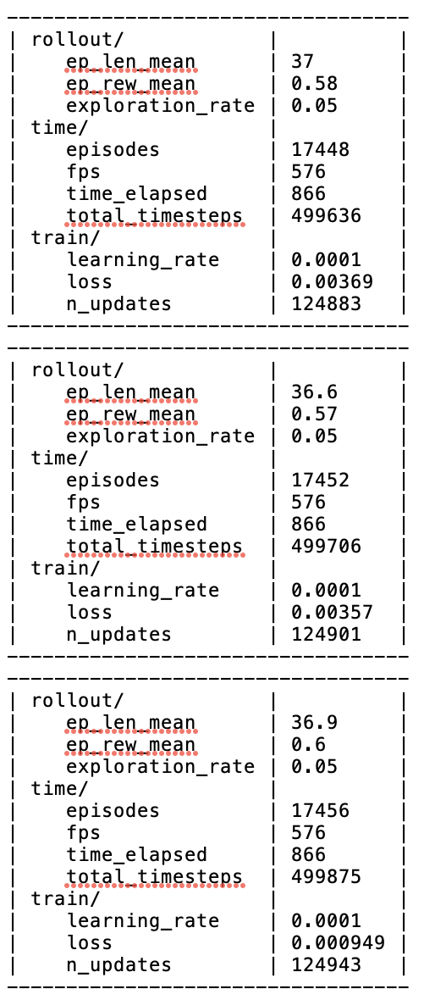 ----------------------------------
| rollout/            |          |
|    ep_len_mean      | 37       |
|    ep_rew_mean      | 0.58     |
|    exploration_rate | 0.05     |
| time/               |          |
|    episodes         | 17448    |
|    fps              | 576      |
|    time_elapsed     | 866      |
|    total_timesteps  | 499636   |
| train/              |          |
|    learning_rate    | 0.0001   |
|    loss             | 0.00369  |
|    n_updates        | 124883   |
----------------------------------
----------------------------------
| rollout/            |          |
|    ep_len_mean      | 36.6     |
|    ep_rew_mean      | 0.57     |
|    exploration_rate | 0.05     |
| time/               |          |
|    episodes         | 17452    |
|    fps              | 576      |
|    time_elapsed     | 866      |
|    total_timesteps  | 499706   |
| train/              |          |
|    learning_rate    | 0.0001   |
|    loss             | 0.00357  |
|    n_updates        | 124901   |
----------------------------------
----------------------------------
| rollout/            |          |
|    ep_len_mean      | 36.9     |
|    ep_rew_mean      | 0.6      |
|    exploration_rate | 0.05     |
| time/               |          |
|    episodes         | 17456    |
|    fps              | 576      |
|    time_elapsed     | 866      |
|    total_timesteps  | 499875   |
| train/              |          |
|    learning_rate    | 0.0001   |
|    loss             | 0.000949 |
|    n_updates        | 124943   |
----------------------------------